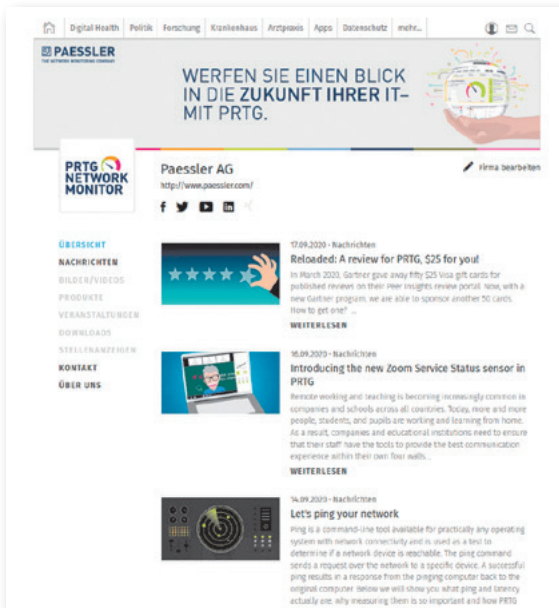 Digital Health Politik Forschung Krankenhaus Arztpraxis Apps Datenschutz mehr...
PAESSLER
THE NETWORK MONITORING COMPANY
WERFEN SIE EINEN BLICK
IN DIE ZUKUNFT IHRER IT–
MIT PRTG.
PRTG
NETWORK
MONITOR
Paessler AG
http://www.paessler.com/
Firma bearbeiten
ÜBERSICHT
NACHRICHTEN
BILDER/VIDEOS
PRODUKTE
VERANSTALTUNGEN
DOWNLOADS
STELLENANZEIGEN
KONTAKT
ÜBER UNS
17.09.2020 - Nachrichten
Reloaded: A review for PRTG, $25 for you!
In March 2020, Gartner gave away fifty $25 Visa gift cards for
published reviews on their Peer Insights review portal. Now, with a
new Gartner program, we are able to sponsor another 50 cards.
How to get one? ...
WEITERLESEN
16.09.2020 - Nachrichten
Introducing the new Zoom Service Status sensor in
PRTG
Remote working and teaching is becoming increasingly common in
companies and schools across all countries. Today, more and more
people, students, and pupils are working and learning from home.
As a result, companies and educational institutions need to ensure
that their staff have the tools to provide the best communication
experience within their own four walls...
WEITERLESEN
14.09.2020 - Nachrichten
Let's ping your network
Ping is a command-line tool available for practically any operating
system with network connectivity and is used as a test to
determine if a network device is reachable. The ping command
sends a request over the network to a specific device. A successful
ping results in a response from the pinging computer back to the
original computer. Below we will show you what ping and latency
actually are, why measuring them is so important and how PRTG